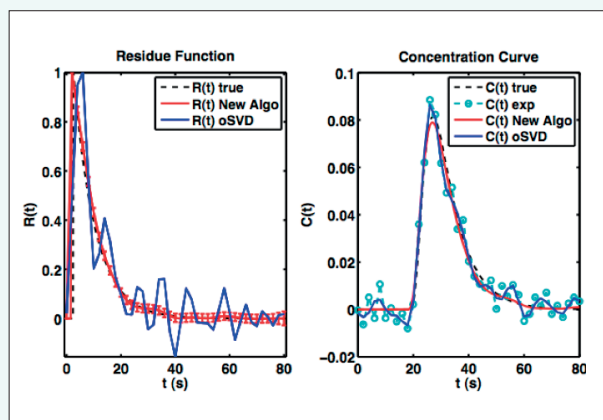 Residue Function
1
0.8
0.6
0.4
0.2
0
R(t)
0 20 40 60 80
t (s)
R(t) true
R(t) New Algo
R(t) oSVD
Concentration Curve
0.1
0.08
0.06
0.04
0.02
0
−0.02
C(t)
0 20 40 60 80
t (s)
C(t) true
C(t) exp
C(t) New Algo
C(t) oSVD